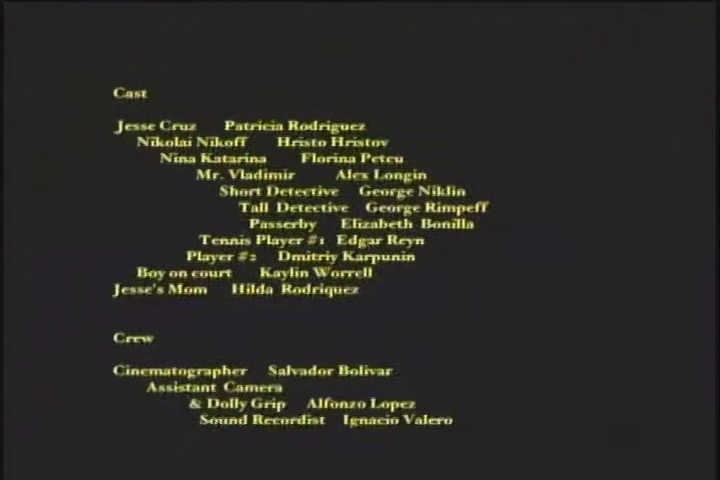 Cast
Jesse Cruz Patricia Rodriguez
Nikolai Nikoff Hristo Hristov
Nina Katarina Florina Petcu
Mr. Vladimir Alex Longin
Short Detective George Niklin
Tall Detective George Rimpeff
Passerby Elizabeth Bonilla
Tennis Player #1 Edgar Reyn
Player #2 Dmitriy Karpunin
Boy on court Kaylin Worrell
Jesse's Mom Hilda Rodriquez
Crew
Cinematographer Salvador Bolivar
Assistant Camera
& Dolly Grip Alfonzo Lopez
Sound Recordist Ignacio Valero